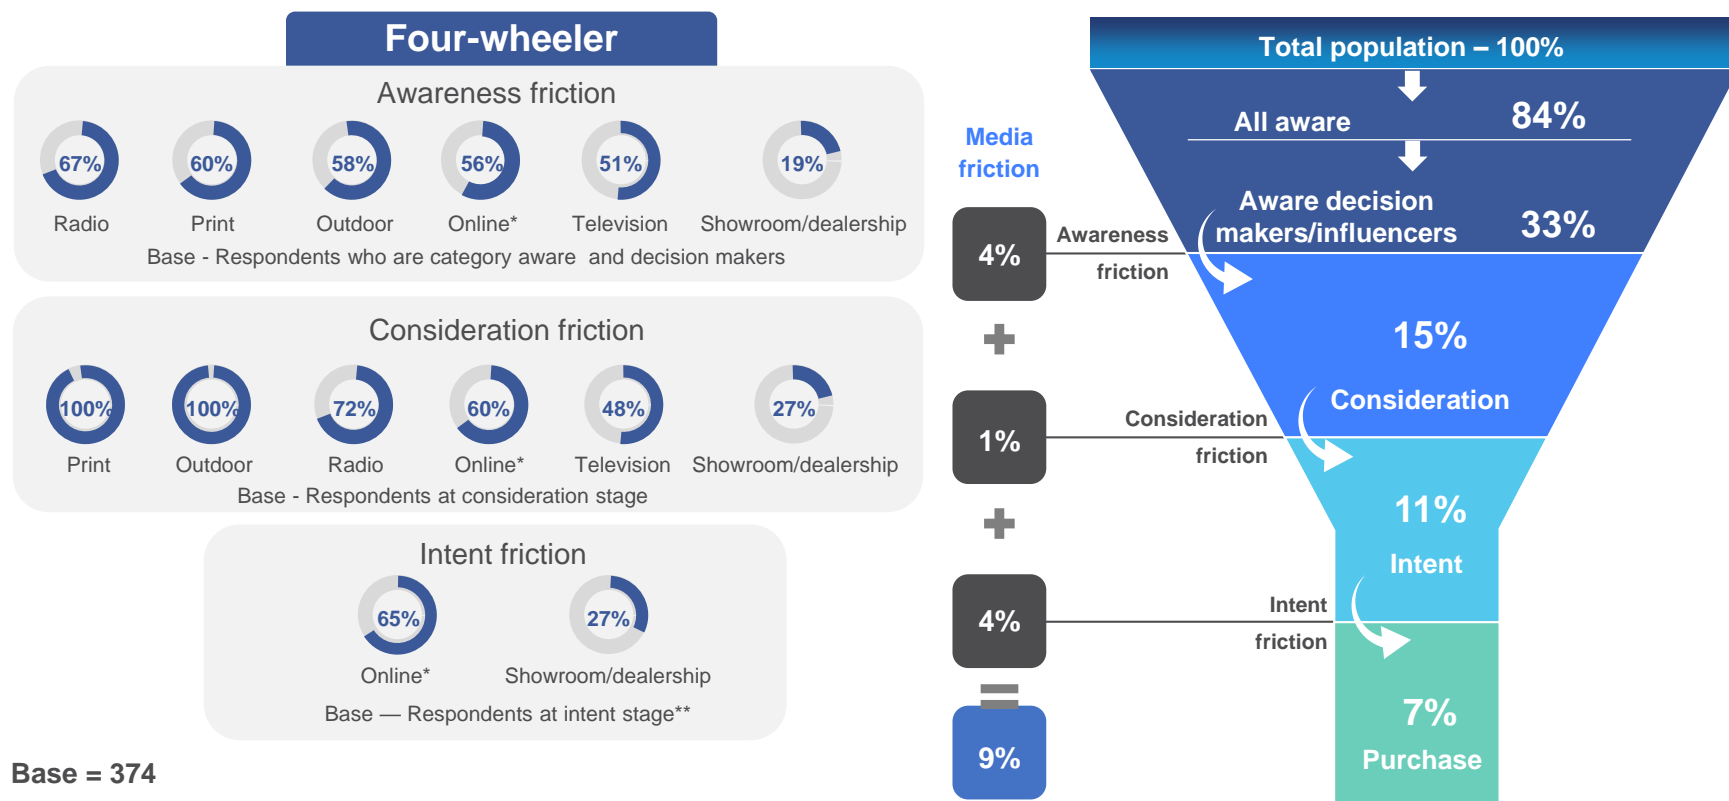 Four-wheeler
Awareness friction
67%
60%
58%
56%
51%
19%
Radio
Print
Outdoor
Online*
Television
Showroom/dealership
Base - Respondents who are category aware and decision makers
Consideration friction
100%
100%
72%
60%
48%
27%
Print
Outdoor
Radio
Online*
Television
Showroom/dealership
Base - Respondents at consideration stage
Intent friction
65%
27%
Online*
Showroom/dealership
Base — Respondents at intent stage**
Base = 374
Media
friction
4%
Awareness
friction
1%
Consideration
friction
4%
Intent
friction
9%
Total population – 100%
All aware
84%
Aware decision
makers/influencers
33%
15%
Consideration
11%
Intent
7%
Purchase